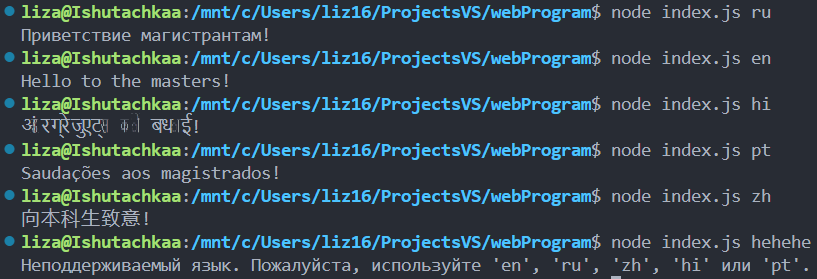 liza@Ishutachkaa:/mnt/c/Users/liz16/ProjectsVS/webProgram$ node index.js ru
Приветствие магистрантам!
liza@Ishutachkaa:/mnt/c/Users/liz16/ProjectsVS/webProgram$ node index.js en
Hello to the masters!
liza@Ishutachkaa:/mnt/c/Users/liz16/ProjectsVS/webProgram$ node index.js hi
अंडरग्रेजुएट्स को बधाई!
liza@Ishutachkaa:/mnt/c/Users/liz16/ProjectsVS/webProgram$ node index.js pt
Saudações aos magistrados!
liza@Ishutachkaa:/mnt/c/Users/liz16/ProjectsVS/webProgram$ node index.js zh
向本科生致意!
liza@Ishutachkaa:/mnt/c/Users/liz16/ProjectsVS/webProgram$ node index.js hehehe
Неподдерживаемый язык. Пожалуйста, используйте 'en', 'ru', 'zh', 'hi' или 'pt'.